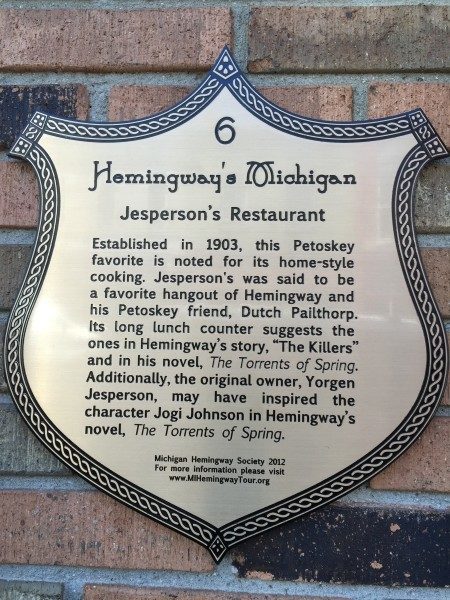 6
Hemingway's Michigan
Jesperson's Restaurant
Established in 1903, this Petoskey
favorite is noted for its home-style
cooking. Jesperson's was said to be
a favorite hangout of Hemingway and
his Petoskey friend, Dutch Pailthorp.
Its long lunch counter suggests the
ones in Hemingway's story, "The Killers"
and in his novel, The Torrents of Spring.
Additionally, the original owner, Yorgen
Jesperson, may have inspired the
character Jogi Johnson in Hemingway's
novel, The Torrents of Spring.
Michigan Hemingway Society 2012
For more information please visit
www.MIHemingwayTour.org